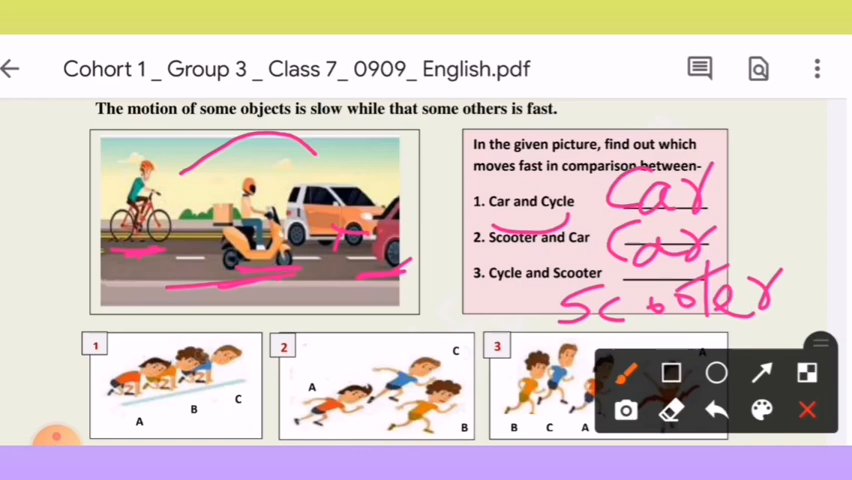 Cohort 1 _ Group 3 _ Class 7_ 0909_ English.pdf
The motion of some objects is slow while that some others is fast.
In the given picture, find out which
moves fast in comparison between-
1. Car and Cycle Car
2. Scooter and Car Car
3. Cycle and Scooter Scooter
1
A B C
2
A C
B
3
A
B C A